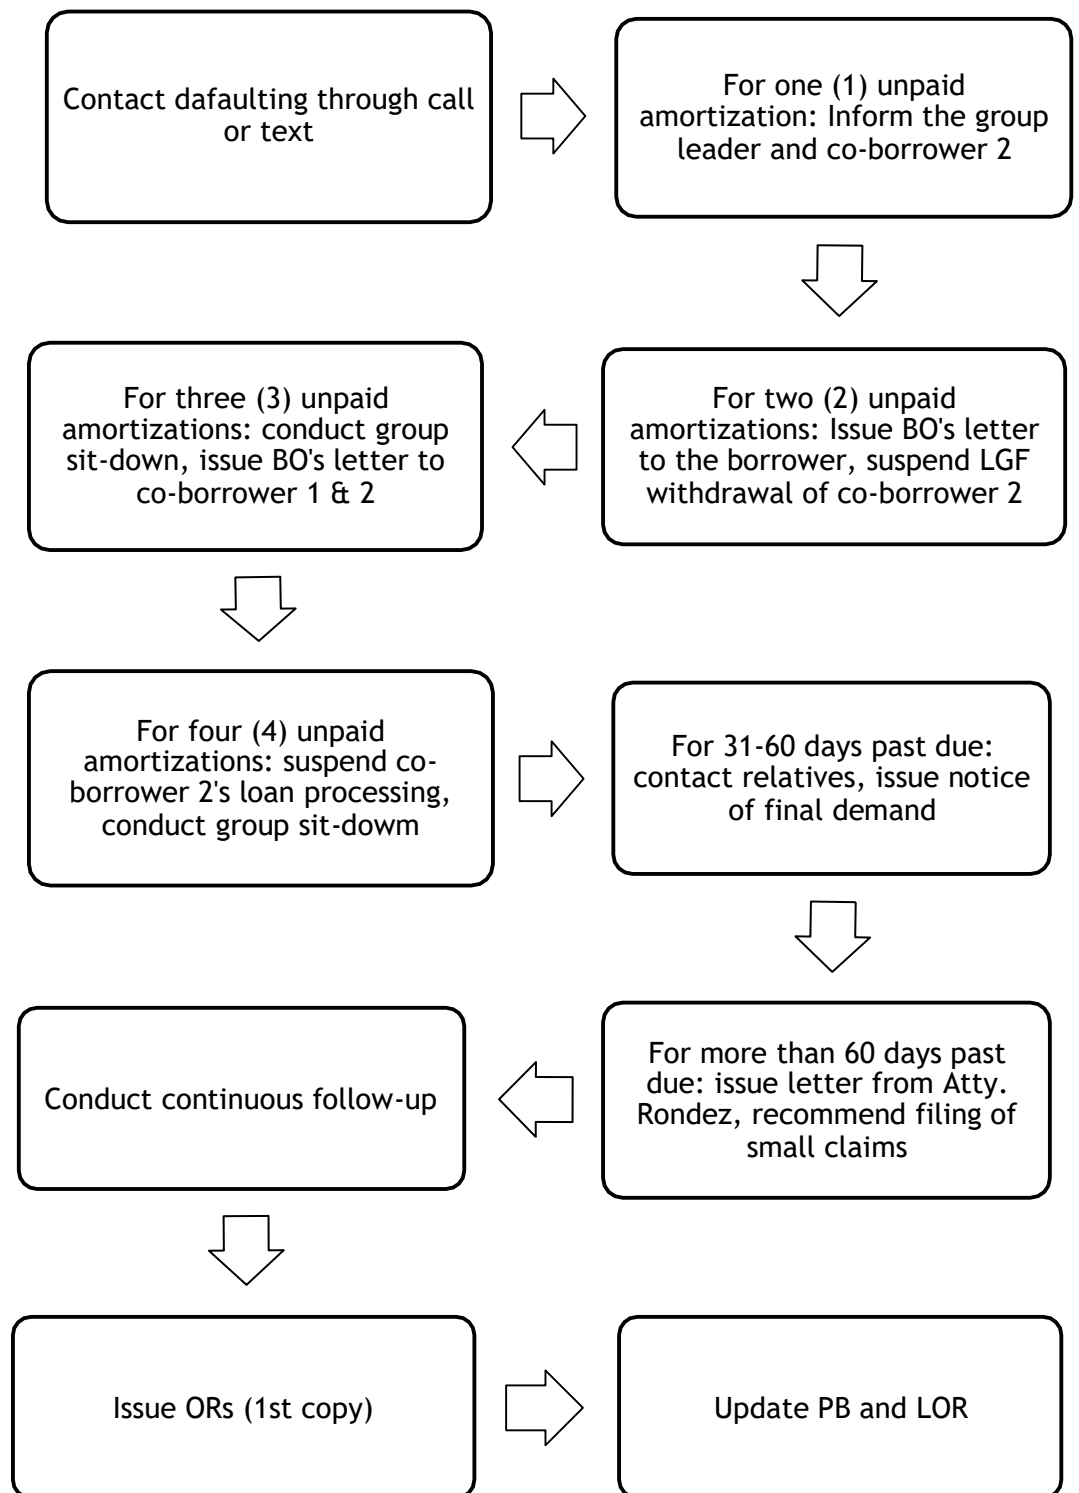 Contact dafaulting through call
or text
For one (1) unpaid
amortization: Inform the group
leader and co-borrower 2
For two (2) unpaid
amortizations: Issue BO's letter
to the borrower, suspend LGF
withdrawal of co-borrower 2
For three (3) unpaid
amortizations: conduct group
sit-down, issue BO's letter to
co-borrower 1 & 2
For four (4) unpaid
amortizations: suspend co-
borrower 2's loan processing,
conduct group sit-dowm
For 31-60 days past due:
contact relatives, issue notice
of final demand
For more than 60 days past
due: issue letter from Atty.
Rondez, recommend filing of
small claims
Conduct continuous follow-up
Issue ORs (1st copy)
Update PB and LOR